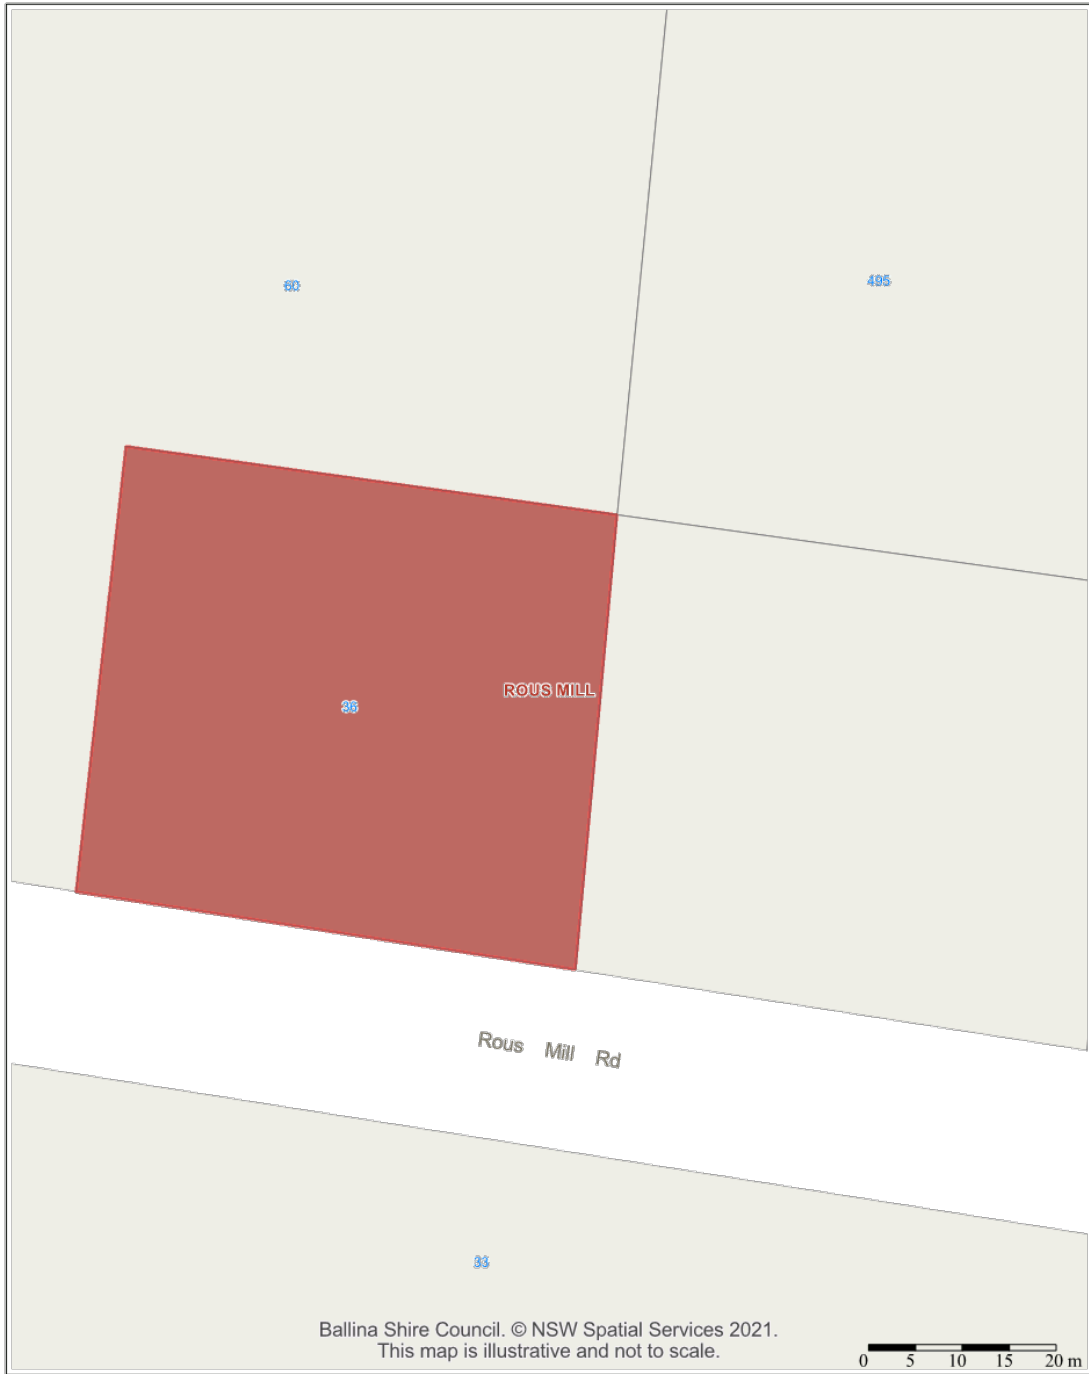 60
495
ROUS MILL
36
Rous Mill Rd
33
Ballina Shire Council. © NSW Spatial Services 2021.
This map is illustrative and not to scale.
0 5 10 15 20 m